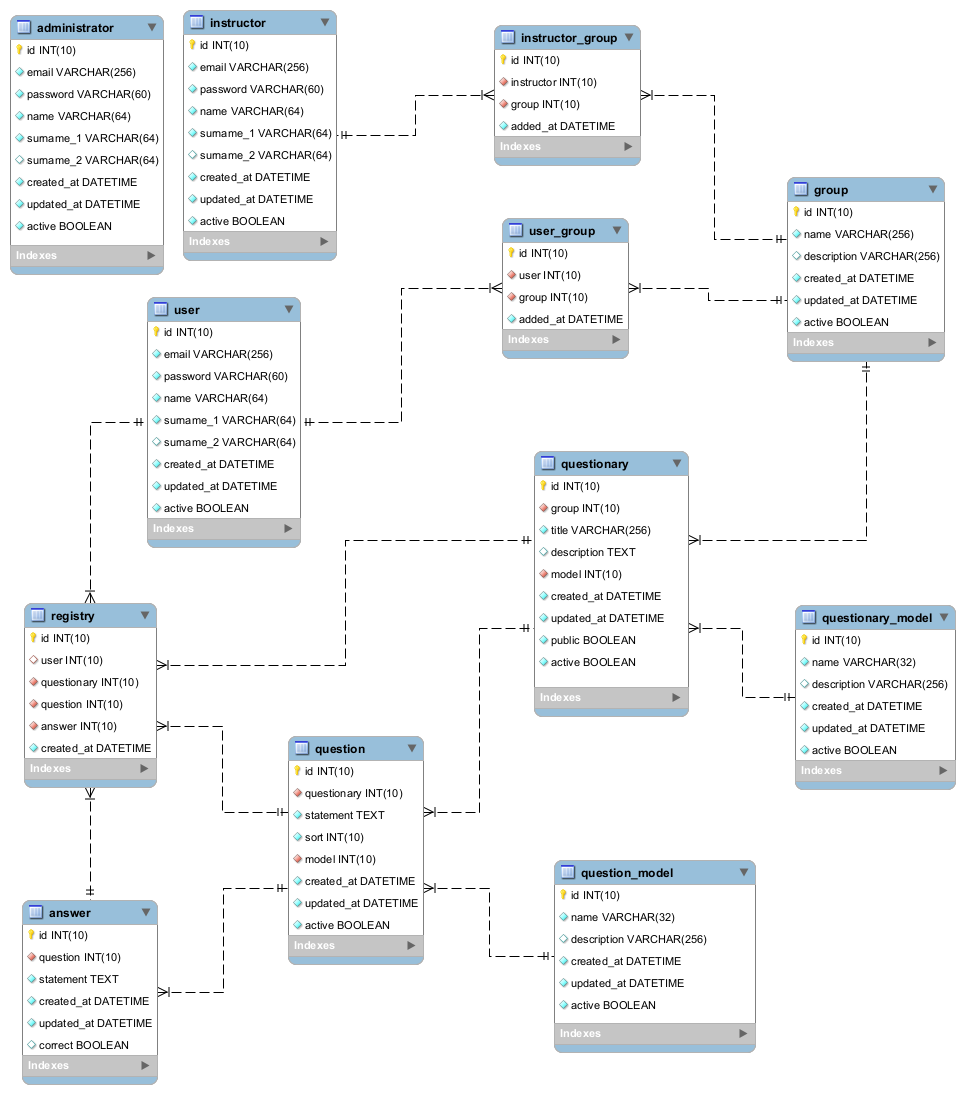 administrator
id INT(10)
email VARCHAR(256)
password VARCHAR(60)
name VARCHAR(64)
surname_1 VARCHAR(64)
surname_2 VARCHAR(64)
created_at DATETIME
updated_at DATETIME
active BOOLEAN
Indexes
instructor
id INT(10)
email VARCHAR(256)
password VARCHAR(60)
name VARCHAR(64)
surname_1 VARCHAR(64)
surname_2 VARCHAR(64)
created_at DATETIME
updated_at DATETIME
active BOOLEAN
Indexes
instructor_group
id INT(10)
instructor INT(10)
group INT(10)
added_at DATETIME
Indexes
group
id INT(10)
name VARCHAR(256)
description VARCHAR(256)
created_at DATETIME
updated_at DATETIME
active BOOLEAN
Indexes
user_group
id INT(10)
user INT(10)
group INT(10)
added_at DATETIME
Indexes
user
id INT(10)
email VARCHAR(256)
password VARCHAR(60)
name VARCHAR(64)
surname_1 VARCHAR(64)
surname_2 VARCHAR(64)
created_at DATETIME
updated_at DATETIME
active BOOLEAN
Indexes
questionary
id INT(10)
group INT(10)
title VARCHAR(256)
description TEXT
model INT(10)
created_at DATETIME
updated_at DATETIME
public BOOLEAN
active BOOLEAN
Indexes
registry
id INT(10)
user INT(10)
questionary INT(10)
question INT(10)
answer INT(10)
created_at DATETIME
Indexes
questionary_model
id INT(10)
name VARCHAR(32)
description VARCHAR(256)
created_at DATETIME
updated_at DATETIME
active BOOLEAN
Indexes
question
id INT(10)
questionary INT(10)
statement TEXT
sort INT(10)
model INT(10)
created_at DATETIME
updated_at DATETIME
active BOOLEAN
Indexes
question_model
id INT(10)
name VARCHAR(32)
description VARCHAR(256)
created_at DATETIME
updated_at DATETIME
active BOOLEAN
Indexes
answer
id INT(10)
question INT(10)
statement TEXT
created_at DATETIME
updated_at DATETIME
correct BOOLEAN
Indexes